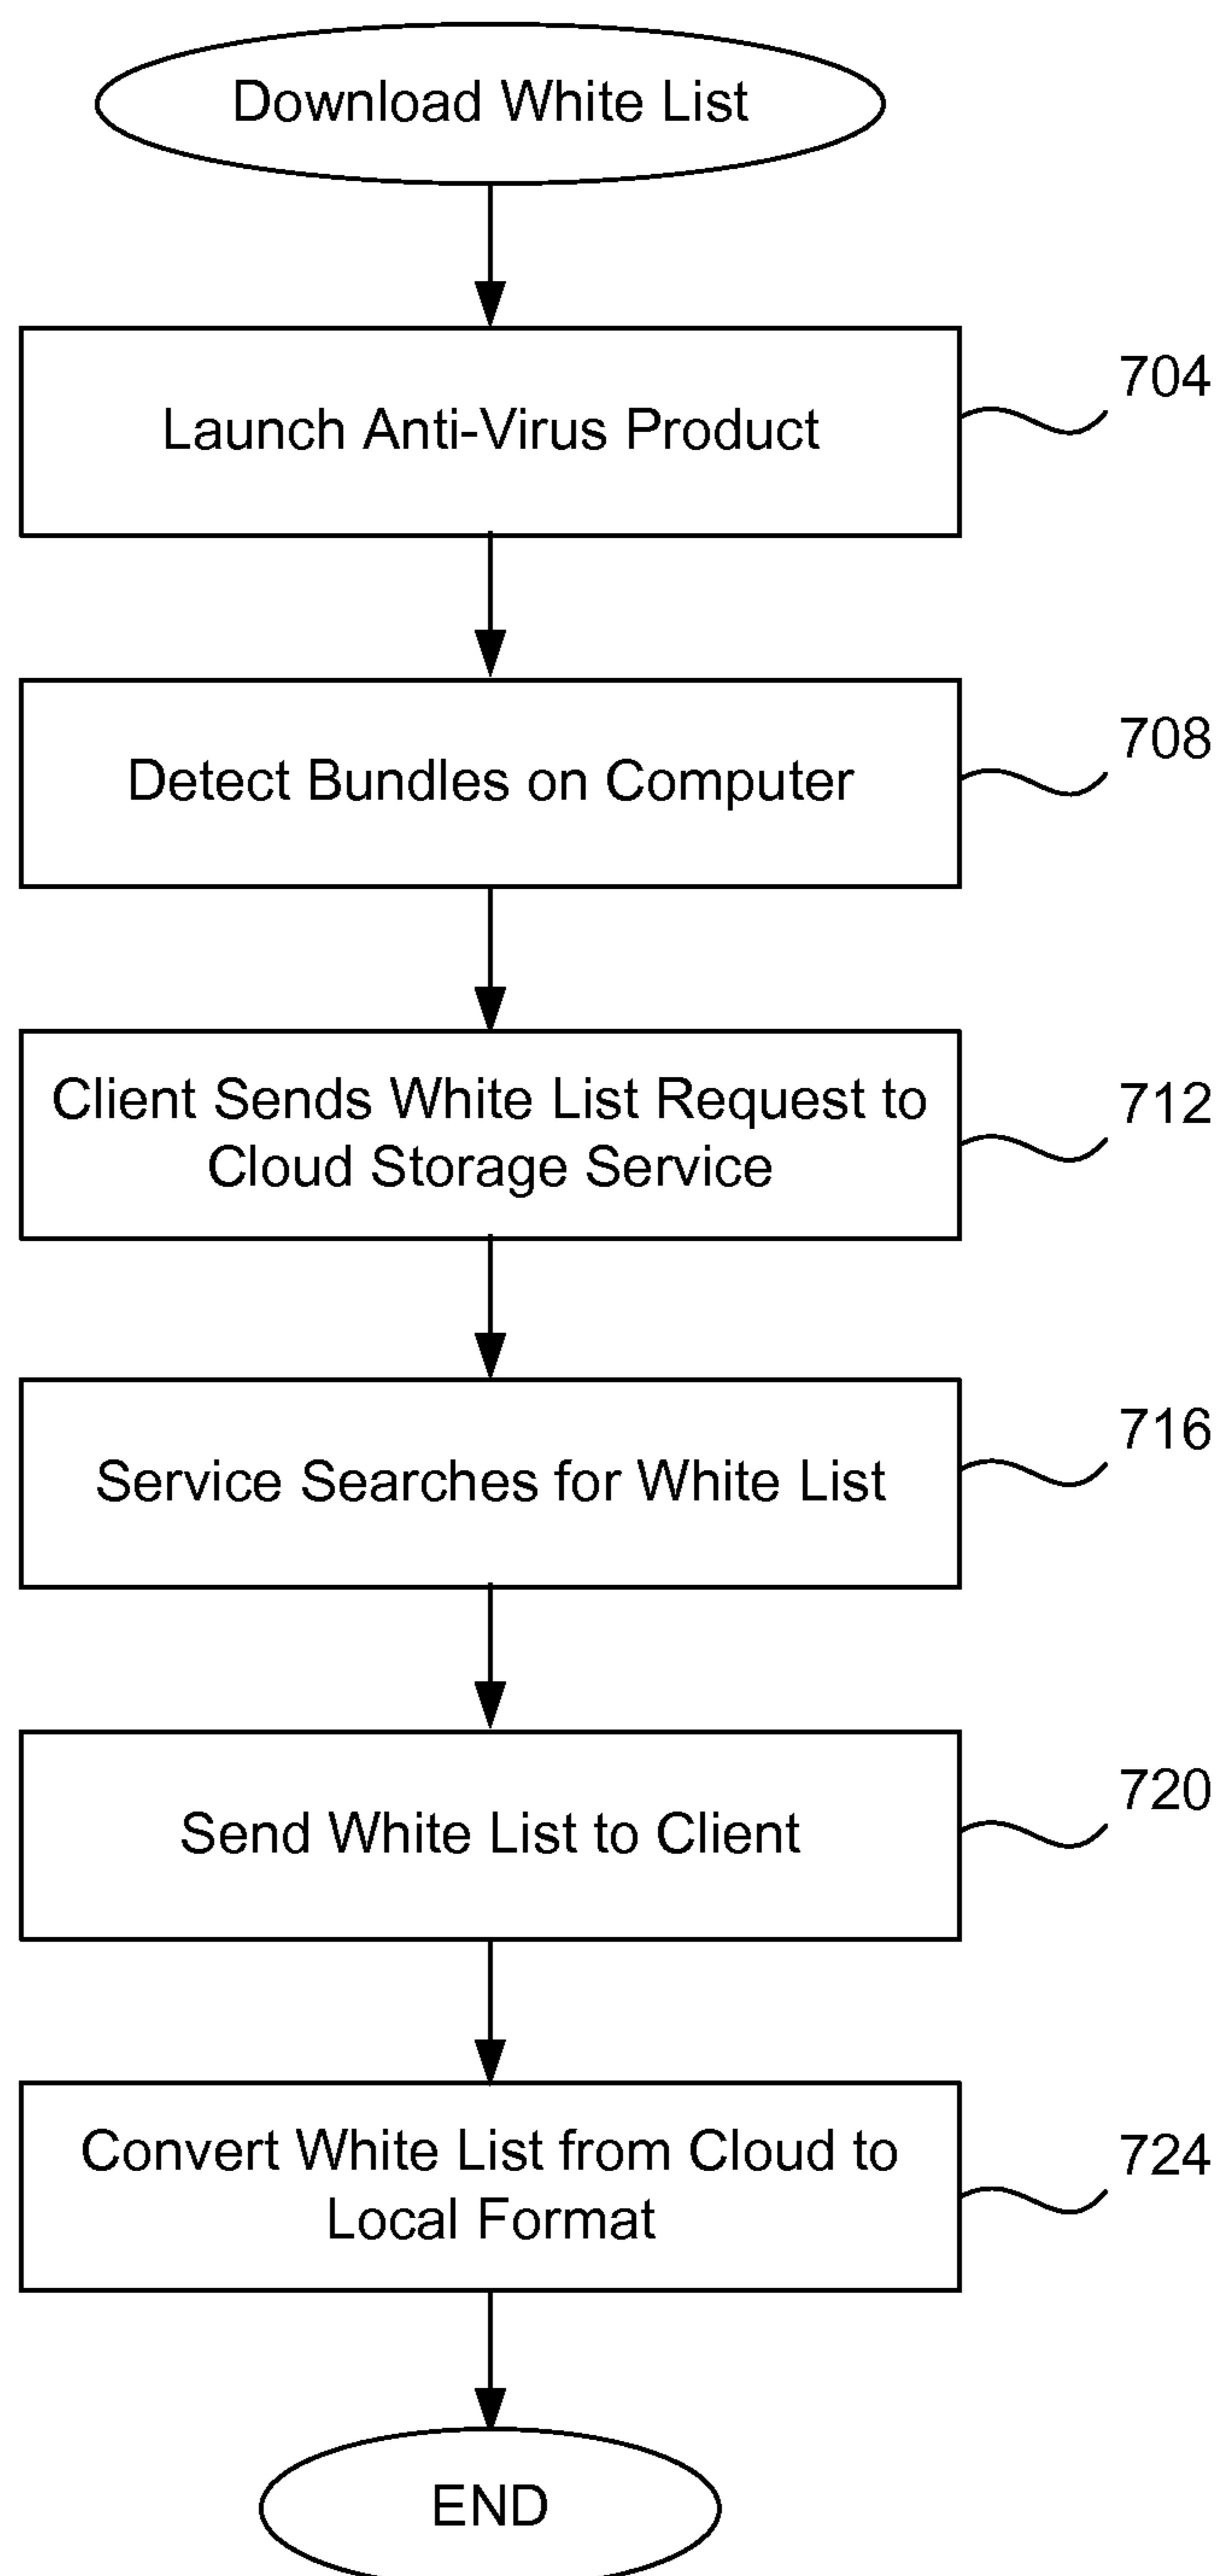 Download White List
Launch Anti-Virus Product
704
Detect Bundles on Computer
708
Client Sends White List Request to
Cloud Storage Service
712
Service Searches for White List
716
Send White List to Client
720
Convert White List from Cloud to
Local Format
724
END